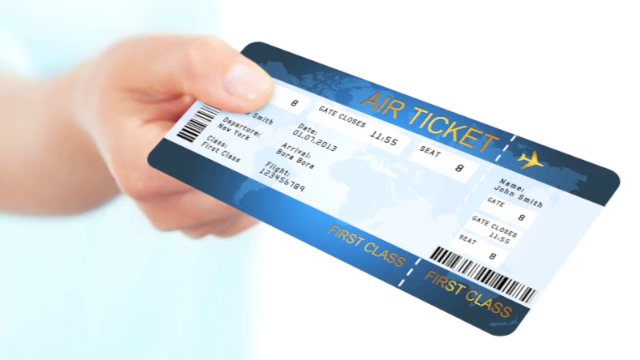 AIR TICKET
8
GATE CLOSES 11:55
SEAT 8
Smith
Departure:
New York
Class:
First Class
Date:
01.07.2013
Arrival:
Bora Bora
Flight:
123456789
FIRST CLASS
Name:
John Smith
GATE 8
GATE CLOSES
11:55
SEAT 8
FIRST CLASS